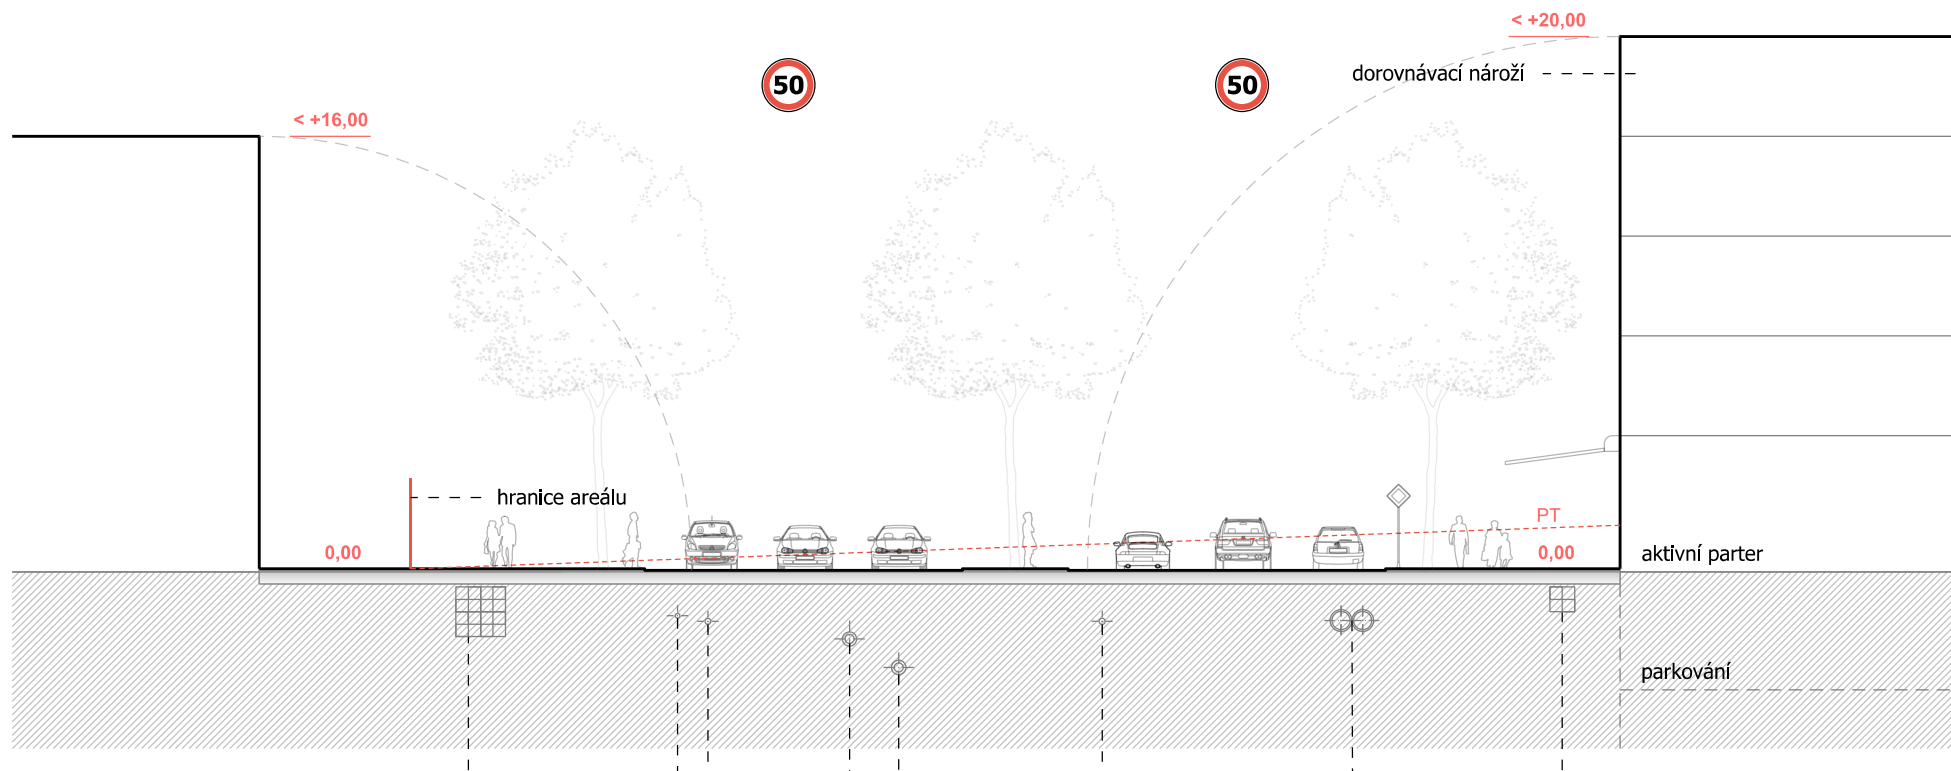 < +20,00
dorovnávací nároží
50
50
< +16,00
hranice areálu
PT
0,00
0,00
aktivní parter
parkování